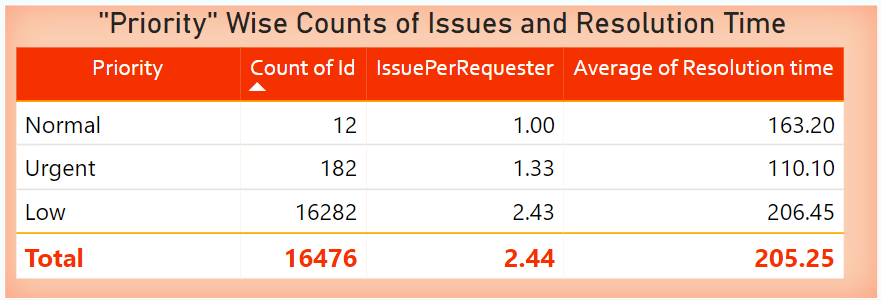 "Priority" Wise Counts of Issues and Resolution Time
Priority Count of Id IssuePerRequester Average of Resolution time
Normal 12 1.00 163.20
Urgent 182 1.33 110.10
Low 16282 2.43 206.45
Total 16476 2.44 205.25